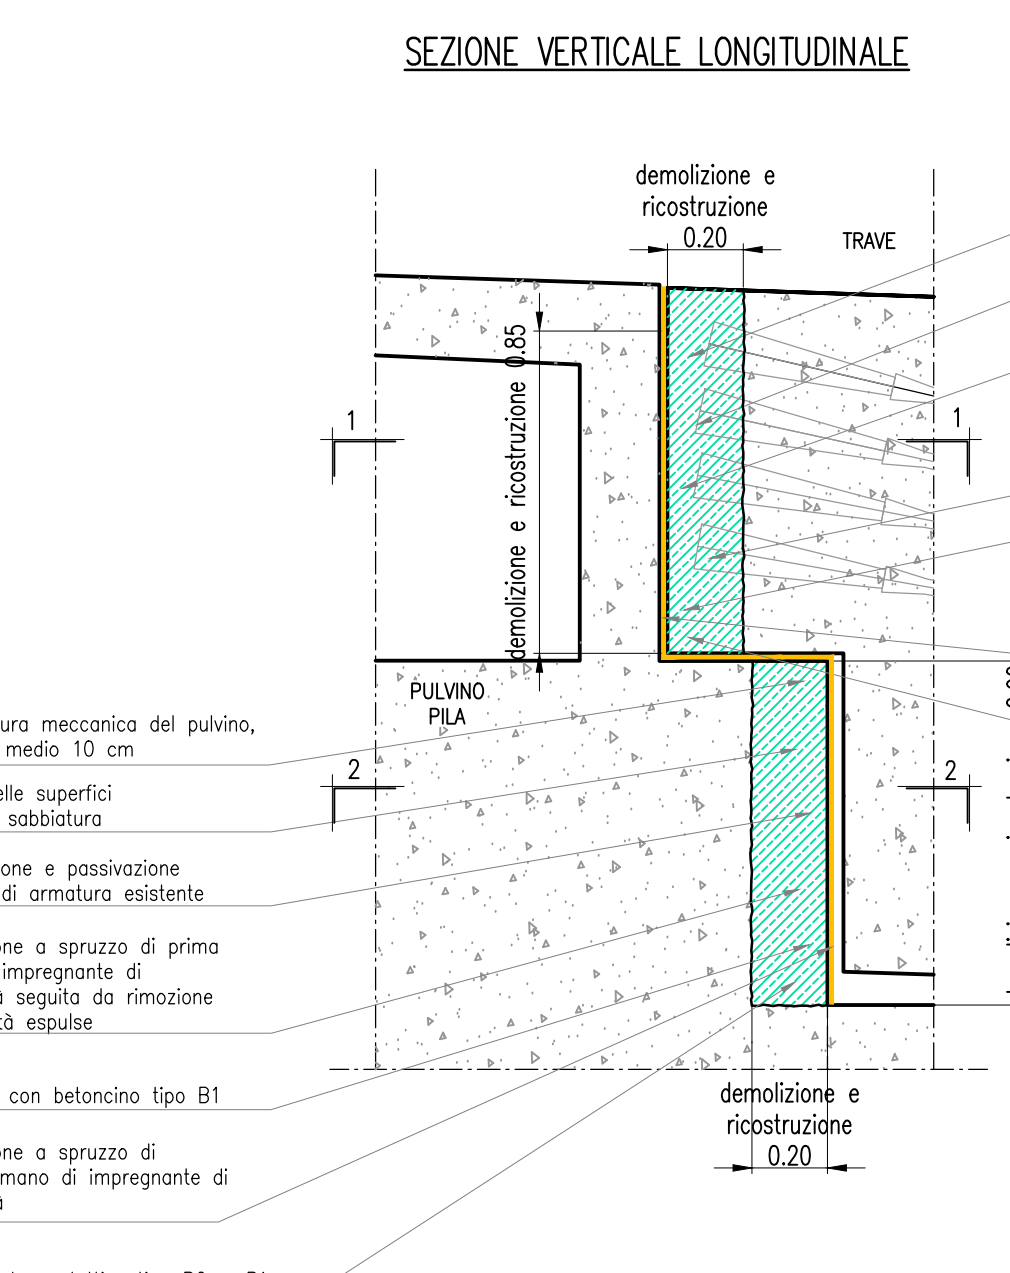 SEZIONE VERTICALE LONGITUDINALE
demolizione e
ricostruzione
0.20
TRAVE
demolizione e ricostruzione 0.85
1
1
PULVINO
PILA
2
2
ura meccanica del pulvino,
medio 10 cm
elle superfici
sabbiatura
one e passivazione
di armatura esistente
one a spruzzo di prima
impregnante di
à seguita da rimozione
tà espulse
con betoncino tipo B1
one a spruzzo di
mano di impregnante di
à
demolizione e
ricostruzione
0.20